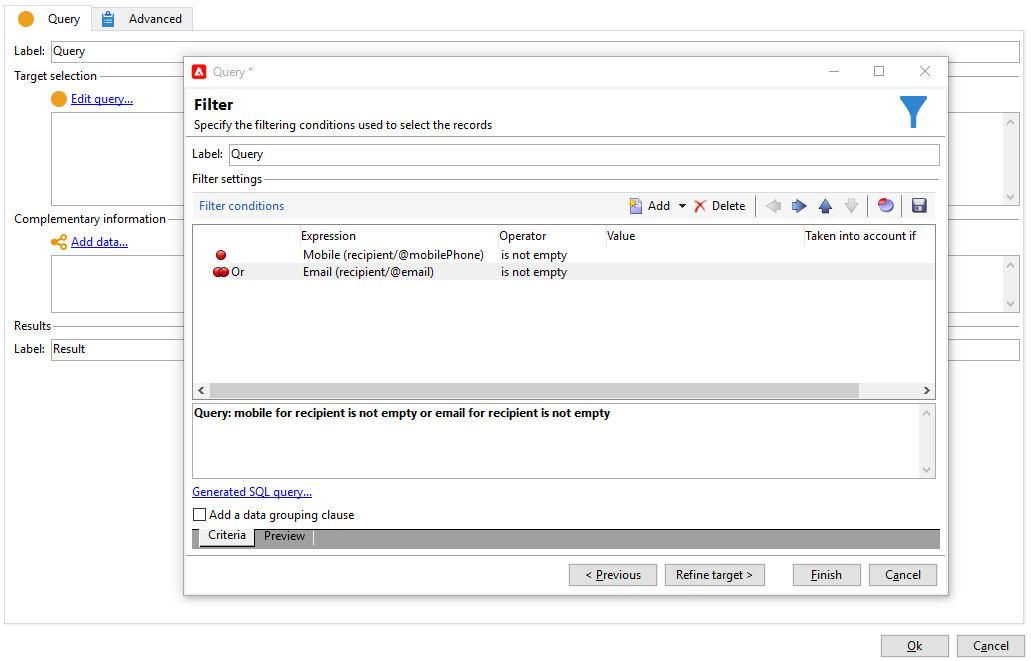 Query
Advanced
Label: Query
Target selection
Edit query...
Complementary information
Add data...
Results
Label: Result
Query *
Filter
Specify the filtering conditions used to select the records
Label: Query
Filter settings
Filter conditions Add Delete
Expression Operator Value Taken into account if
Mobile (recipient/@mobilePhone) is not empty
Or Email (recipient/@email) is not empty
Query: mobile for recipient is not empty or email for recipient is not empty
Generated SQL query...
Add a data grouping clause
Criteria Preview
< Previous Refine target > Finish Cancel
Ok Cancel